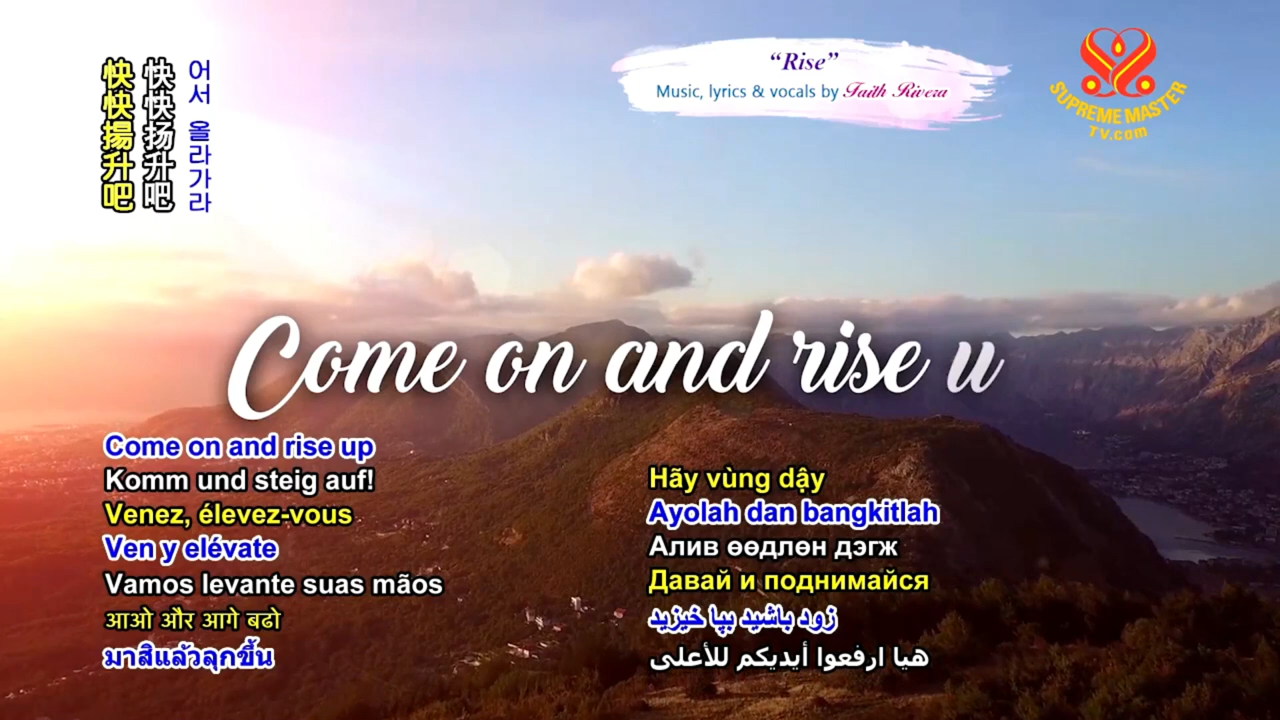 快快揚升吧
快快扬升吧
어서 올라가라
“Rise”
Music, lyrics & vocals by Faith Rivera
SUPREME MASTER
TV.com
Come on and rise u
Come on and rise up
Komm und steig auf!
Venez, élevez-vous
Ven y elévate
Vamos levante suas mãos
आओ और आगे बढो
มาสิแล้วลุกขึ้น
Hãy vùng dậy
Ayolah dan bangkitlah
Алив өөдлөн дэгж
Давай и поднимайся
زود باشید بپا خیزید
هيا ارفعوا أيديكم للأعلى